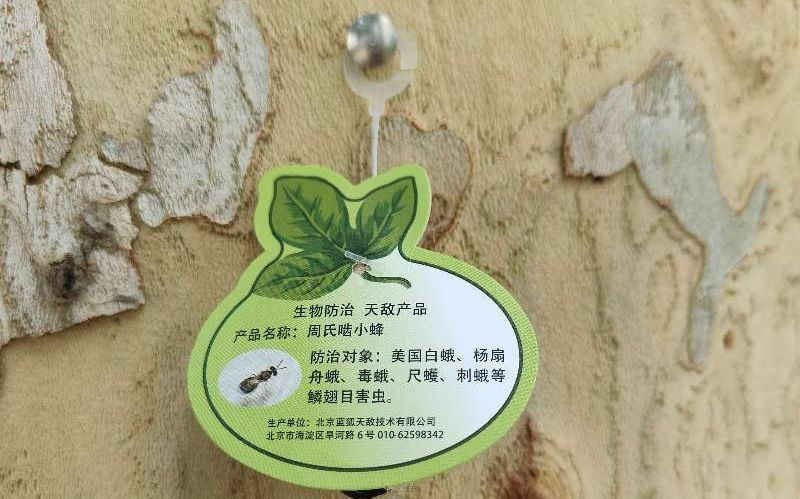 生物防治 天敌产品
产品名称：周氏啮小蜂
防治对象：美国白蛾、杨扇
舟蛾、毒蛾、尺蠖、刺蛾等
鳞翅目害虫。
生产单位：北京蓝狐天敌技术有限公司
北京市海淀区旱河路6号 010-62598342